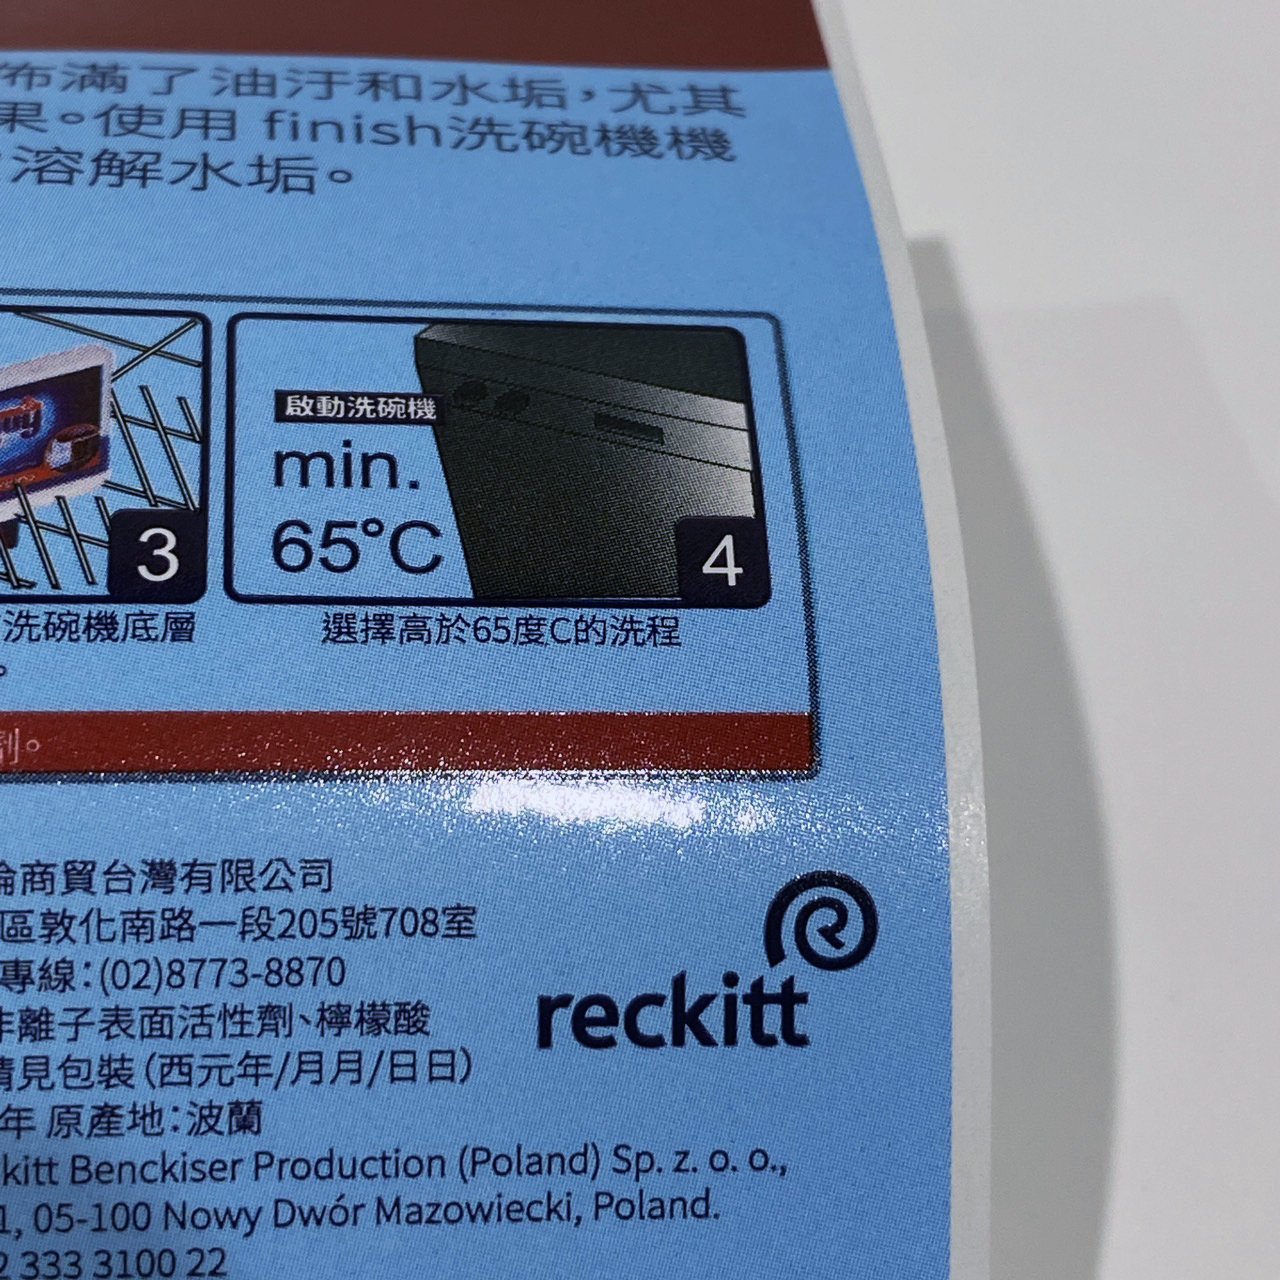 佈滿了油汙和水垢，尤其
果。使用 finish洗碗機機
溶解水垢。
啟動洗碗機
min.
65°C
3
4
洗碗機底層
選擇高於65度C的洗程
。
劑。
商貿台灣有限公司
區敦化南路一段205號708室
專線：(02)8773-8870
非離子表面活性劑、檸檬酸
請見包裝（西元年/月月/日日）
年 原產地：波蘭
reckitt
kitt Benckiser Production (Poland) Sp. z. o. o.,
1, 05-100 Nowy Dwór Mazowiecki, Poland.
2 333 3100 22